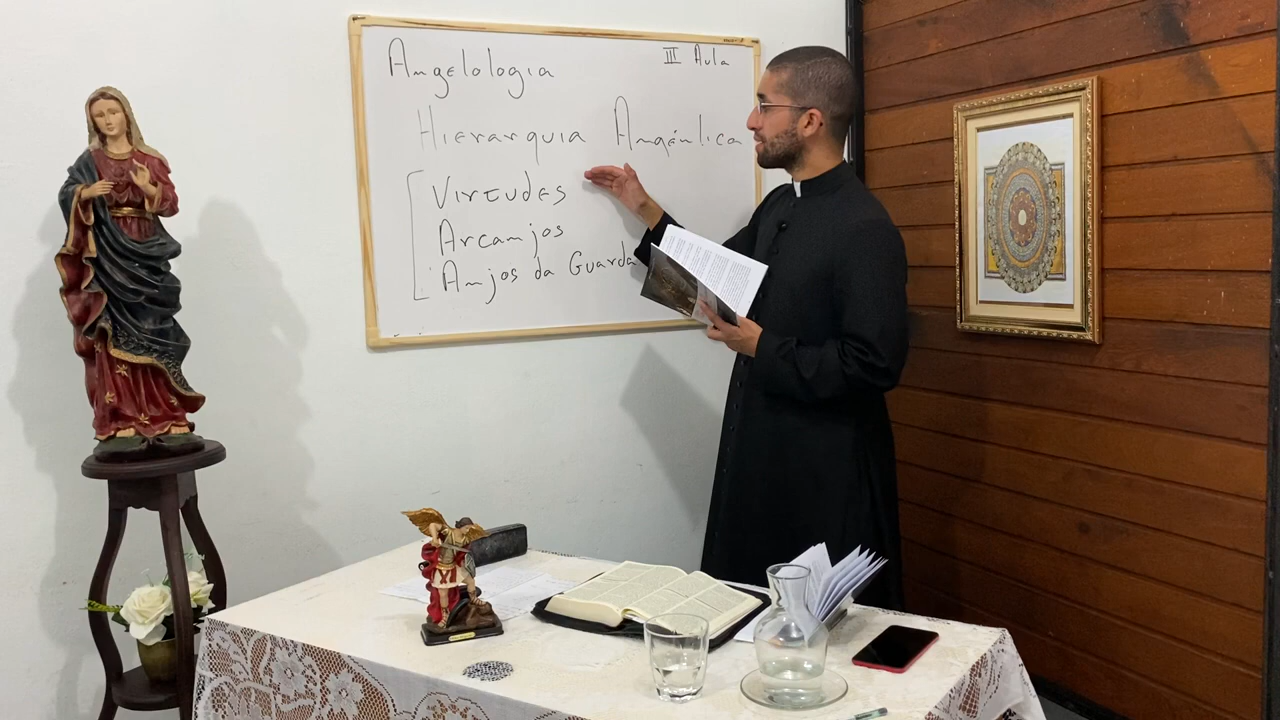 Angelologia
III Aula
Hierarquia Angélica
Virtudes
Arcanjos
Anjos da Guarda